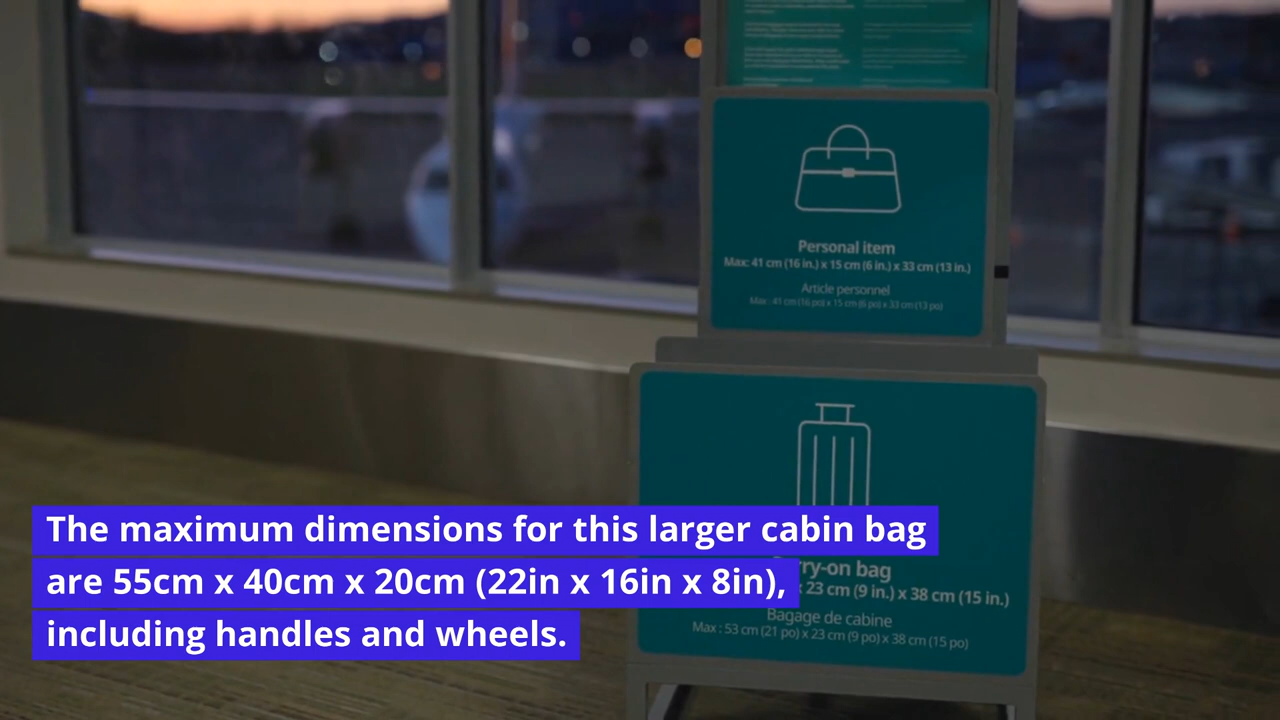 Personal item
Max: 41 cm (16 in.) x 15 cm (6 in.) x 33 cm (13 in.)
Article personnel
Max : 41 cm (16 po) x 15 cm (6 po) x 33 cm (13 po)
The maximum dimensions for this larger cabin bag
are 55cm x 40cm x 20cm (22in x 16in x 8in),
including handles and wheels.
ry-on bag
x 23 cm (9 in.) x 38 cm (15 in.)
Bagage de cabine
Max : 53 cm (21 po) x 23 cm (9 po) x 38 cm (15 po)